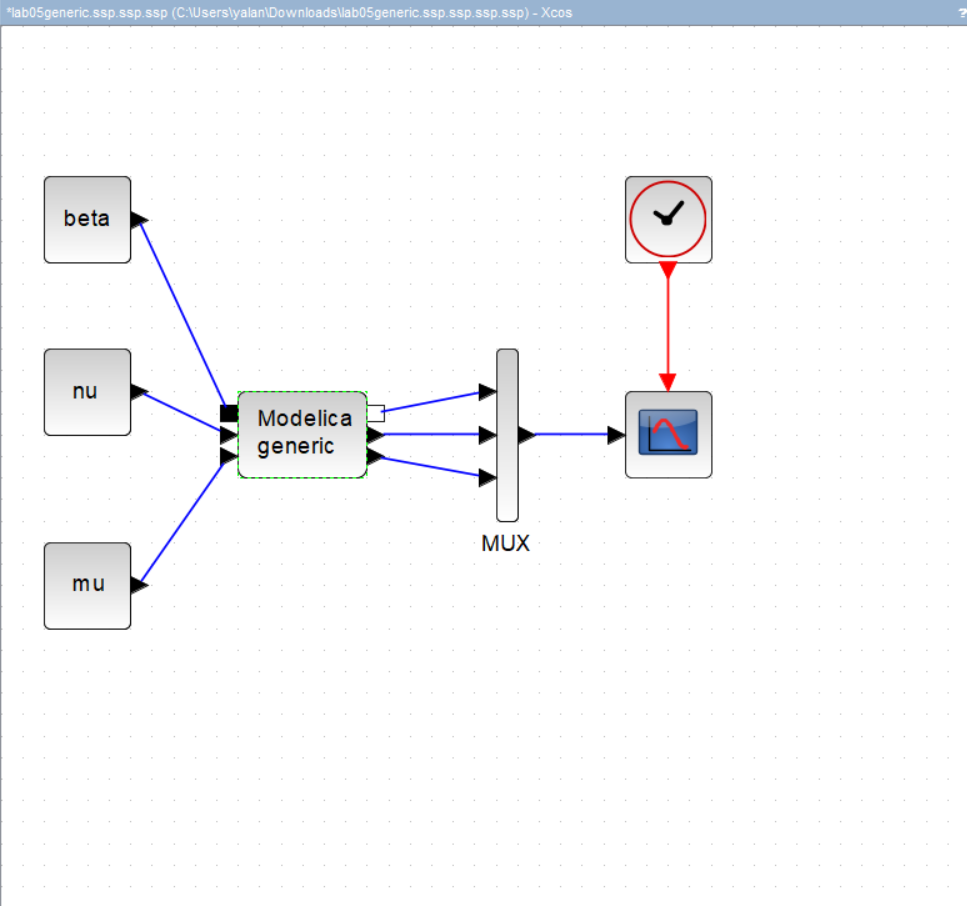 *lab05generic.ssp.ssp.ssp (C:\Users\yalan\Downloads\lab05generic.ssp.ssp.ssp.ssp) - Xcos
?
beta
nu
Modelica
generic
mu
MUX